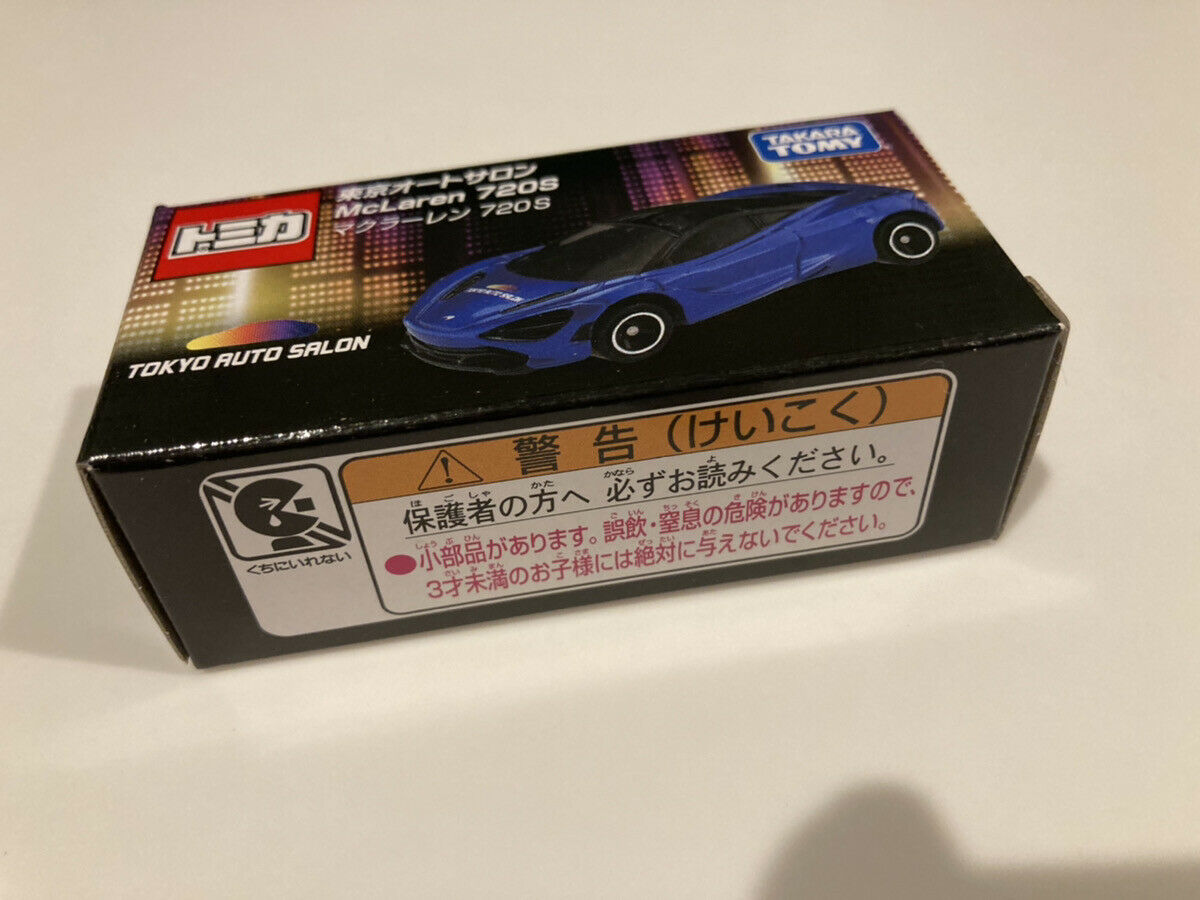 TAKARA
TOMY
トミカ
東京オートサロン
McLaren 720S
マクラーレン 720S
TOKYO AUTO SALON
TOKYO AUTO SALON
警告(けいこく)
保護者の方へ 必ずお読みください。
●小部品があります。誤飲・窒息の危険がありますので、
3才未満のお子様には絶対に与えないでください。
くちにいれない